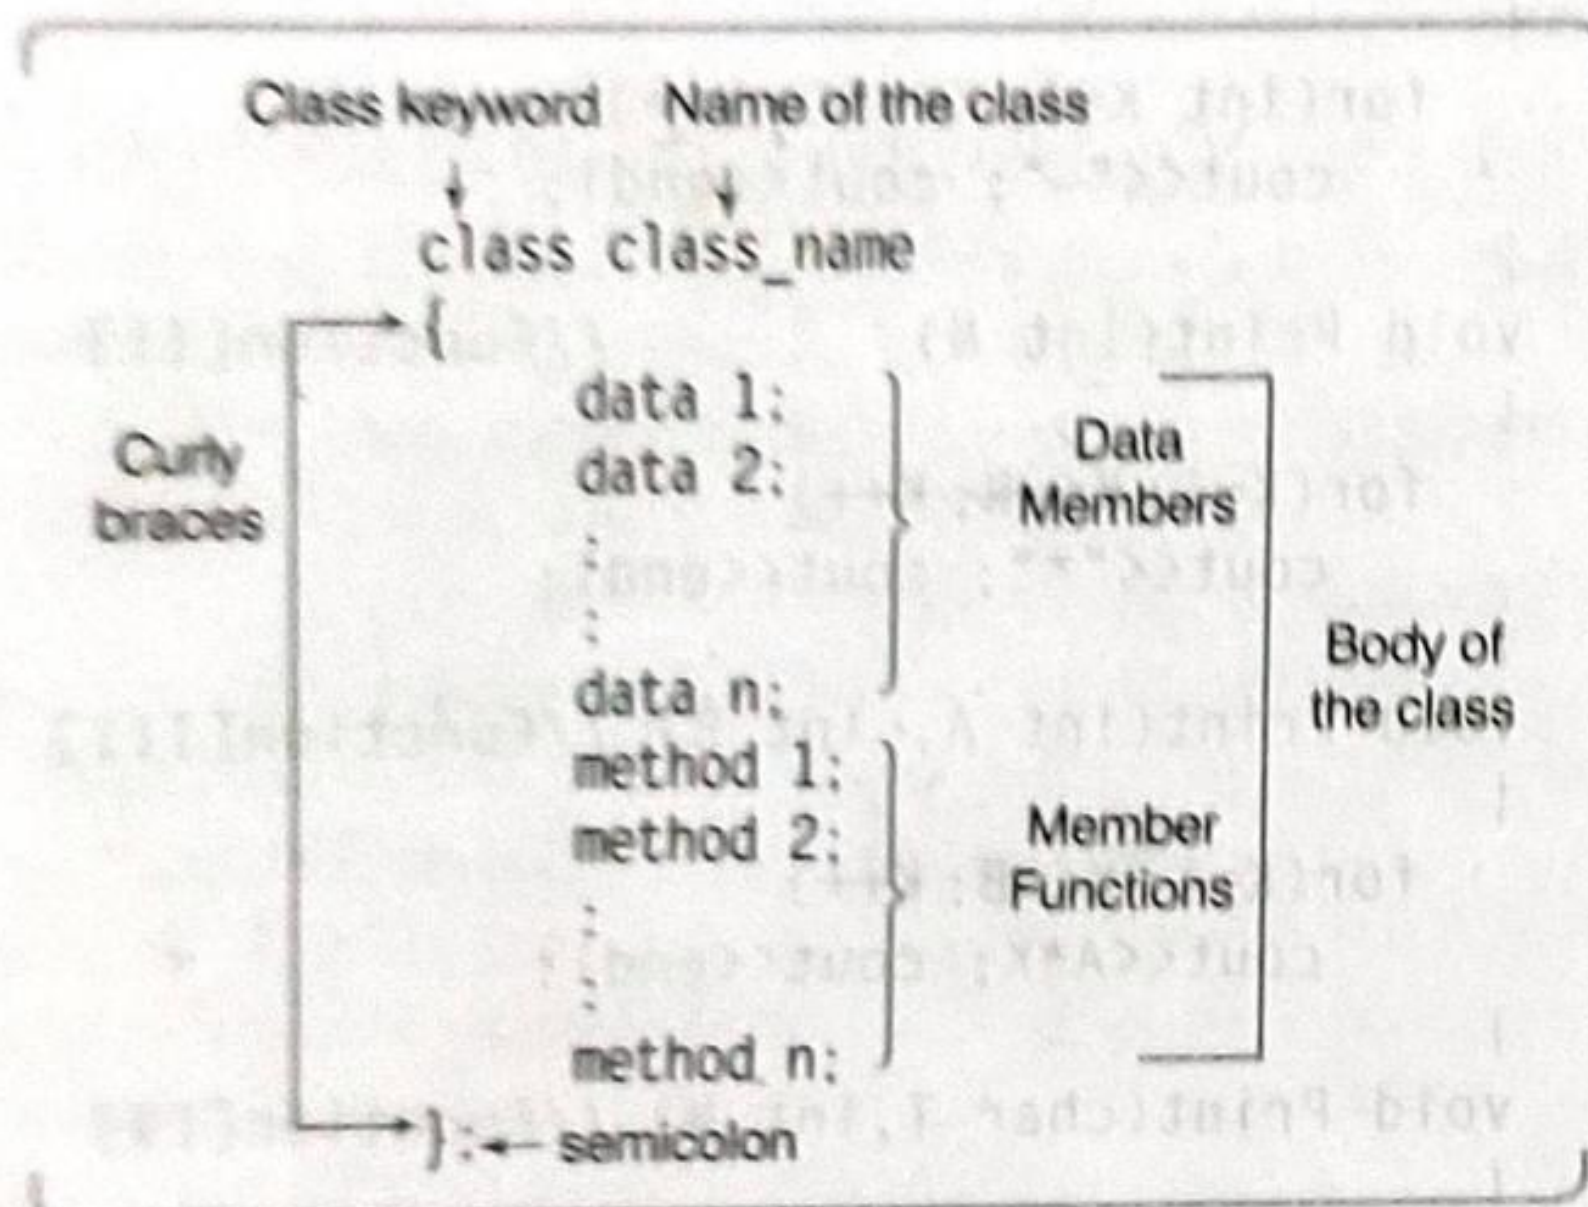 Class keyword Name of the class
class class_name
{
data 1;
data 2;
:
:
data n;
method 1;
method 2;
:
:
method n;
};
semicolon
Curly
braces
Data
Members
Member
Functions
Body of
the class